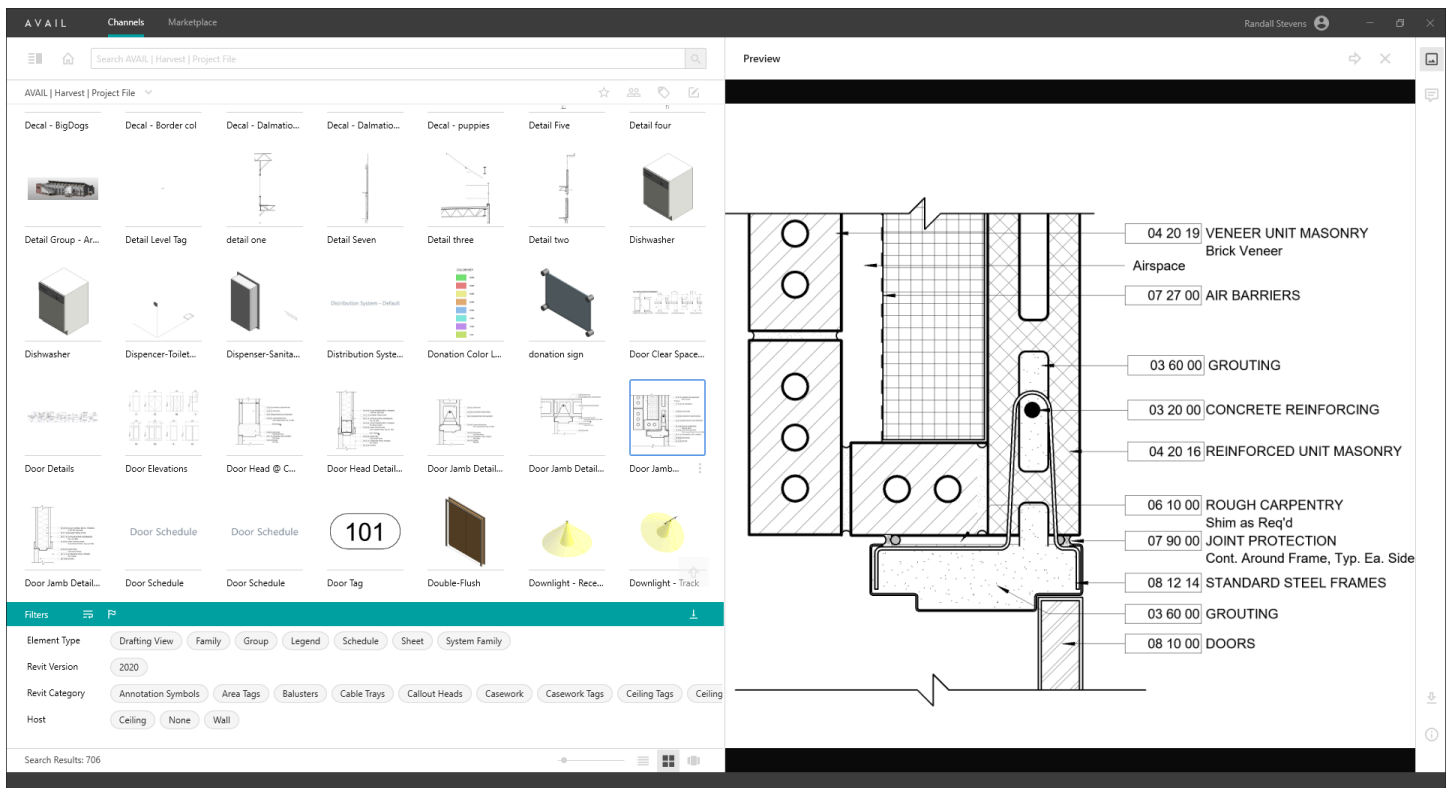 AVAIL
Channels
Marketplace
Randall Stevens
Search AVAIL | Harvest | Project File
Preview
AVAIL | Harvest | Project File
Decal - BigDogs
Decal - Border col
Decal - Dalmatio...
Decal - Dalmatio...
Decal - puppies
Detail Five
Detail four
Detail Group - Ar...
Detail Level Tag
detail one
Detail Seven
Detail three
Detail two
Dishwasher
Distribution System - Default
Dishwasher
Dispencer-Toilet...
Dispenser-Sanita...
Distribution Syste...
Donation Color L...
donation sign
Door Clear Space...
Door Details
Door Elevations
Door Head @ C...
Door Head Detail...
Door Jamb Detail...
Door Jamb Detail...
Door Jamb...
Door Schedule
Door Schedule
101
Door Jamb Detail...
Door Schedule
Door Schedule
Door Tag
Double-Flush
Downlight - Rece...
Downlight - Track
Filters
Element Type
Drafting View
Family
Group
Legend
Schedule
Sheet
System Family
Revit Version
2020
Revit Category
Annotation Symbols
Area Tags
Balusters
Cable Trays
Callout Heads
Casework
Casework Tags
Ceiling Tags
Ceiling
Host
Ceiling
None
Wall
Search Results: 706
04 20 19 VENEER UNIT MASONRY
Brick Veneer
Airspace
07 27 00 AIR BARRIERS
03 60 00 GROUTING
03 20 00 CONCRETE REINFORCING
04 20 16 REINFORCED UNIT MASONRY
06 10 00 ROUGH CARPENTRY
Shim as Req'd
07 90 00 JOINT PROTECTION
Cont. Around Frame, Typ. Ea. Side
08 12 14 STANDARD STEEL FRAMES
03 60 00 GROUTING
08 10 00 DOORS